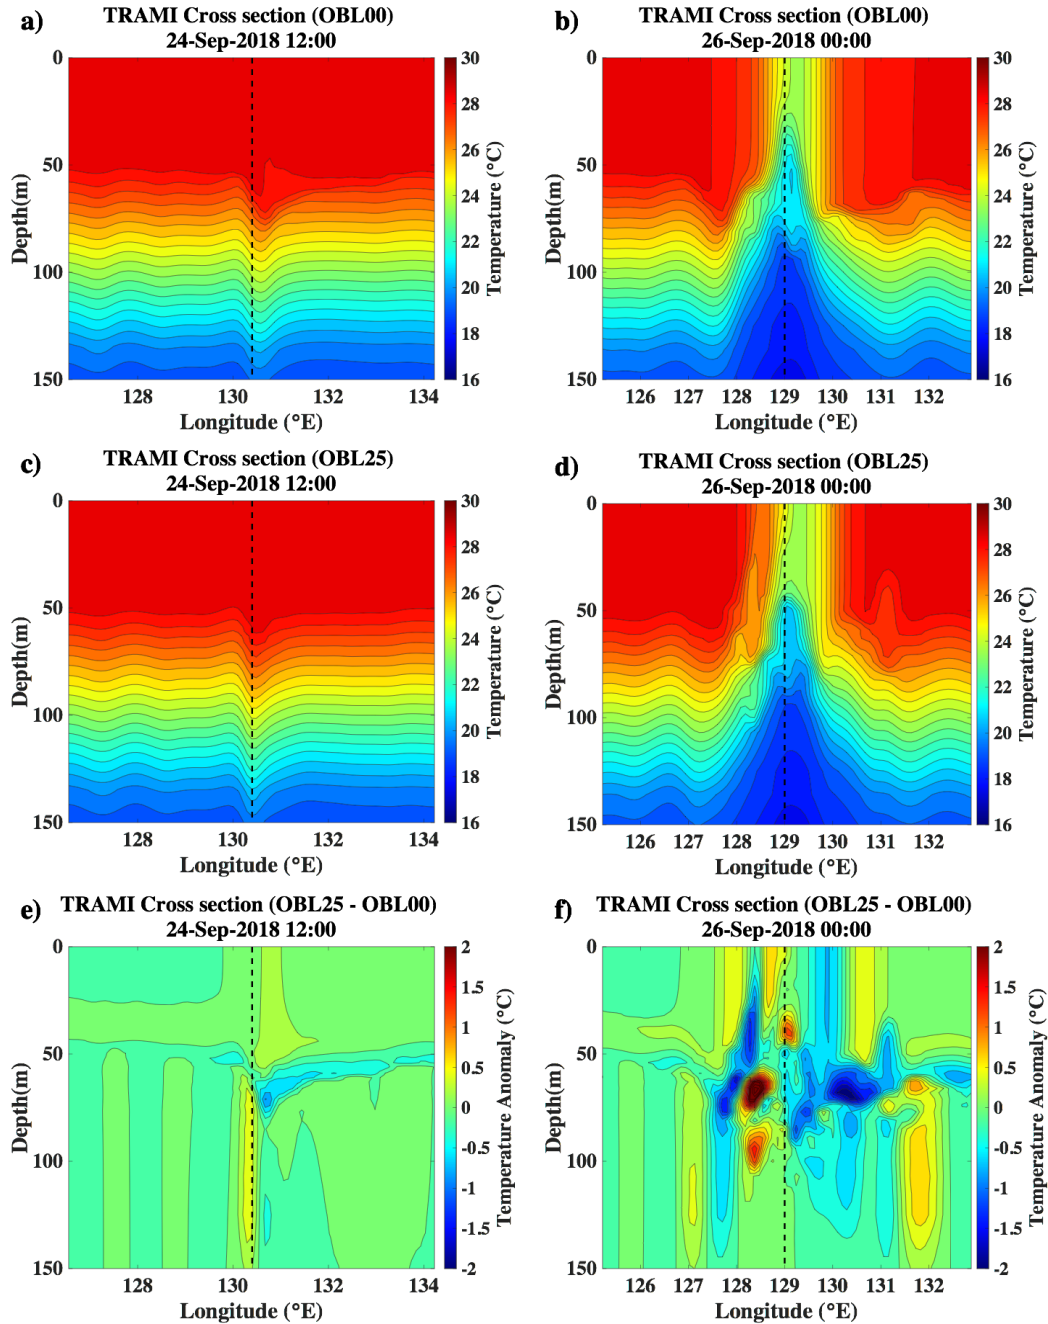 a)
TRAMI Cross section (OBL00)
24-Sep-2018 12:00
0
50
100
150
Depth(m)
128
130
132
134
Longitude (°E)
30
28
26
24
22
20
18
16
Temperature (°C)
b)
TRAMI Cross section (OBL00)
26-Sep-2018 00:00
0
50
100
150
Depth(m)
126
127
128
129
130
131
132
Longitude (°E)
30
28
26
24
22
20
18
16
Temperature (°C)
c)
TRAMI Cross section (OBL25)
24-Sep-2018 12:00
0
50
100
150
Depth(m)
128
130
132
134
Longitude (°E)
30
28
26
24
22
20
18
16
Temperature (°C)
d)
TRAMI Cross section (OBL25)
26-Sep-2018 00:00
0
50
100
150
Depth(m)
126
127
128
129
130
131
132
Longitude (°E)
30
28
26
24
22
20
18
16
Temperature (°C)
e)
TRAMI Cross section (OBL25 - OBL00)
24-Sep-2018 12:00
0
50
100
150
Depth(m)
128
130
132
134
Longitude (°E)
2
1.5
1
0.5
0
-0.5
-1
-1.5
-2
Temperature Anomaly (°C)
f)
TRAMI Cross section (OBL25 - OBL00)
26-Sep-2018 00:00
0
50
100
150
Depth(m)
126
127
128
129
130
131
132
Longitude (°E)
2
1.5
1
0.5
0
-0.5
-1
-1.5
-2
Temperature Anomaly (°C)